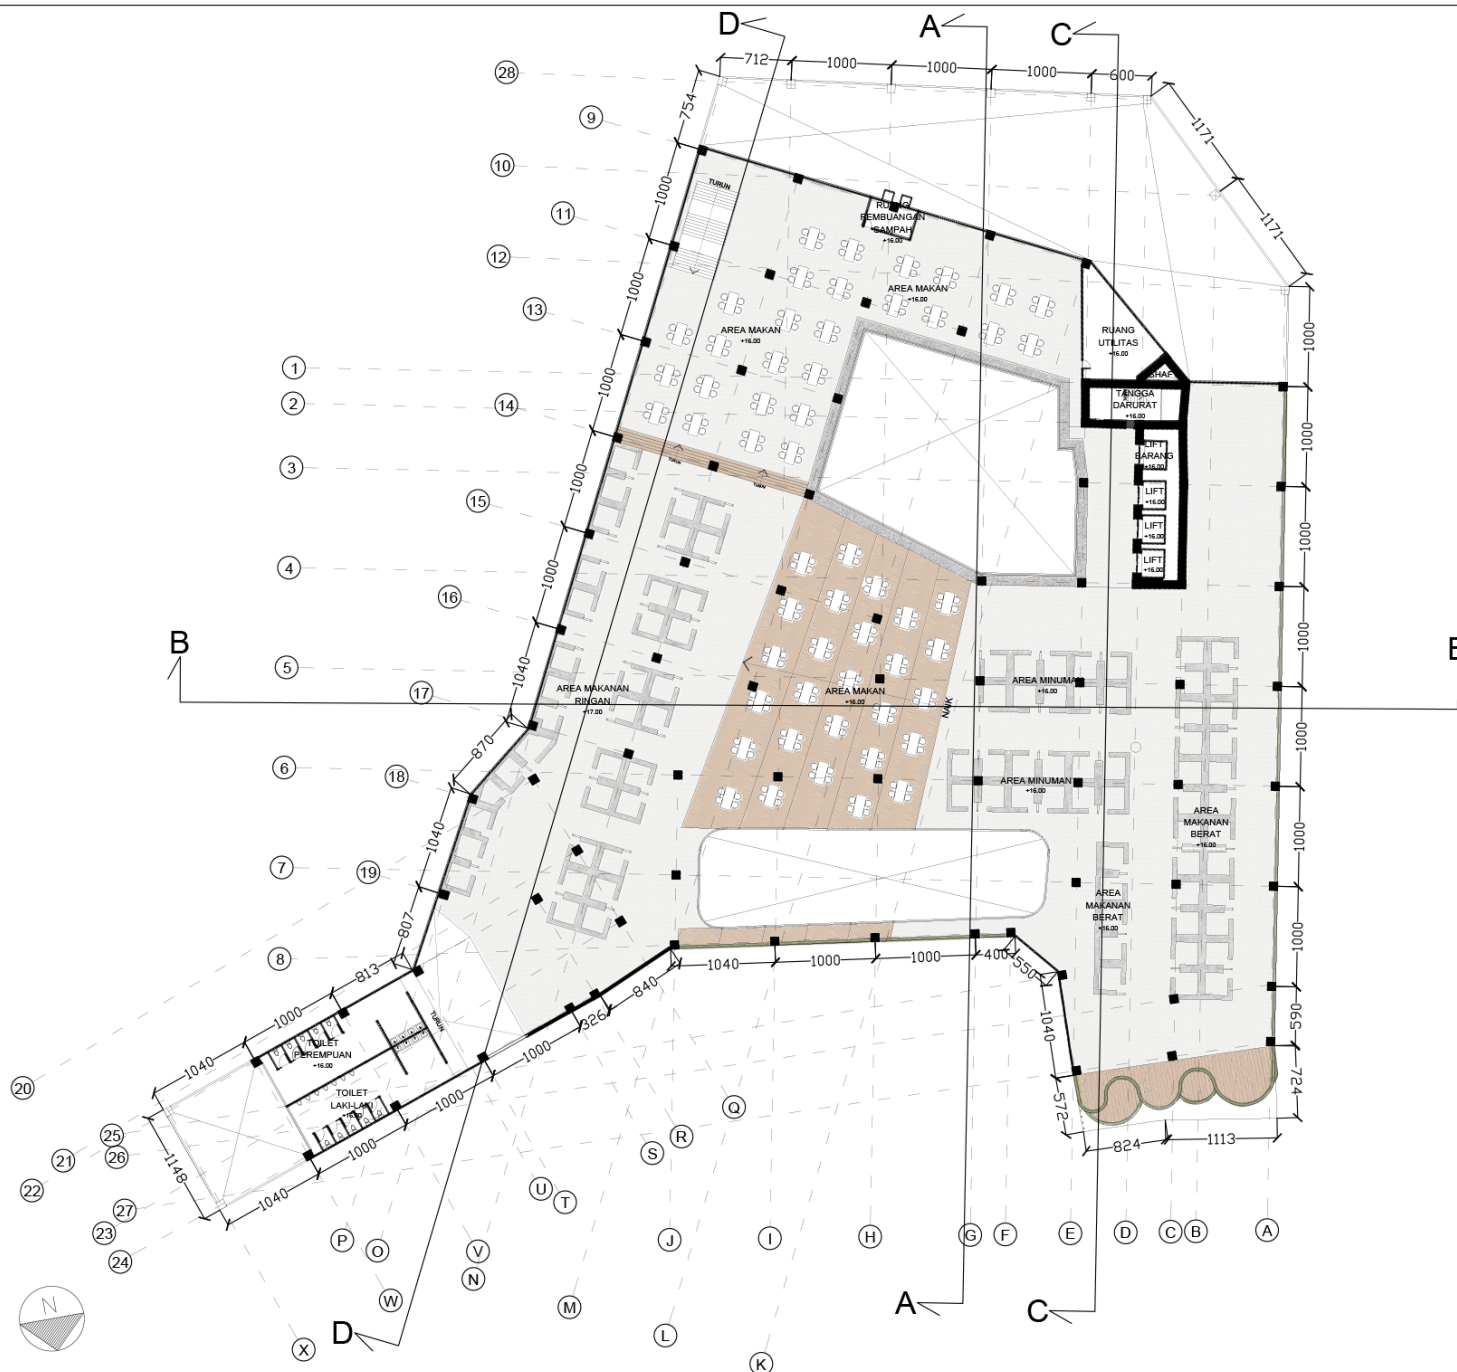 D
A
C
712
1000
1000
1000
600
28
754
1171
9
10
TURUN
1000
11
RUANG
PEMBUANGAN
SAMPAH
+16.00
1171
12
1000
AREA MAKAN
+16.00
13
AREA MAKAN
+16.00
RUANG
UTILITAS
+16.00
1000
1
1000
SHAF
2
14
TANGGA
DARURAT
+16.00
1000
LIFT
BARANG
+16.00
3
1000
TURUN
TURUN
15
LIFT
+16.00
LIFT
+16.00
1000
4
1000
LIFT
+16.00
16
1000
B
5
1040
17
AREA MAKANAN
RINGAN
+17.00
AREA MAKAN
+16.00
NAIK
AREA MINUMAN
+16.00
870
1000
6
18
AREA MINUMAN
+16.00
1040
AREA
MAKANAN
BERAT
+16.00
1000
7
19
AREA
MAKANAN
BERAT
+16.00
807
8
813
840
1040
1000
1000
400
550
1000
1000
326
1000
TURUN
590
1040
TOILET
PEREMPUAN
+16.00
1040
20
TOILET
LAKI-LAKI
+16.00
1000
724
572
Q
25
R
26
21
S
1000
824
1113
1148
22
U
T
1040
27
23
24
P
O
V
N
J
I
H
G
F
E
D
C
B
A
W
M
A
C
N
L
D
X
K